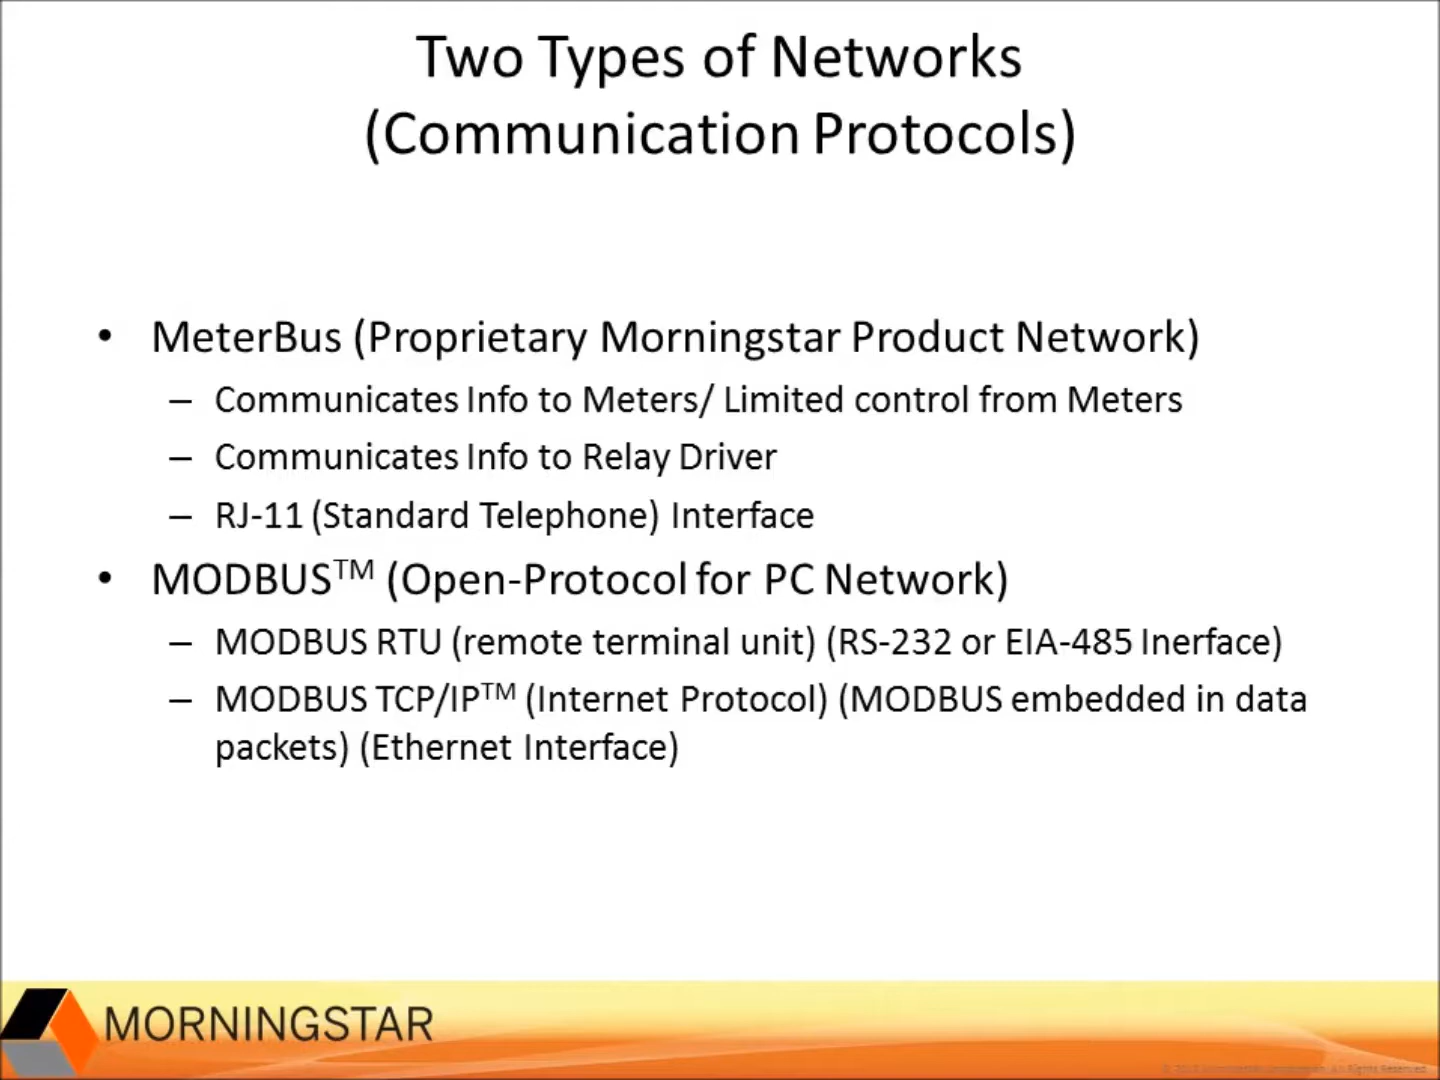 Two Types of Networks
(Communication Protocols)
• MeterBus (Proprietary Morningstar Product Network)
– Communicates Info to Meters/ Limited control from Meters
– Communicates Info to Relay Driver
– RJ-11 (Standard Telephone) Interface
• MODBUS™ (Open-Protocol for PC Network)
– MODBUS RTU (remote terminal unit) (RS-232 or EIA-485 Inerface)
– MODBUS TCP/IP™ (Internet Protocol) (MODBUS embedded in data
packets) (Ethernet Interface)
MORNINGSTAR